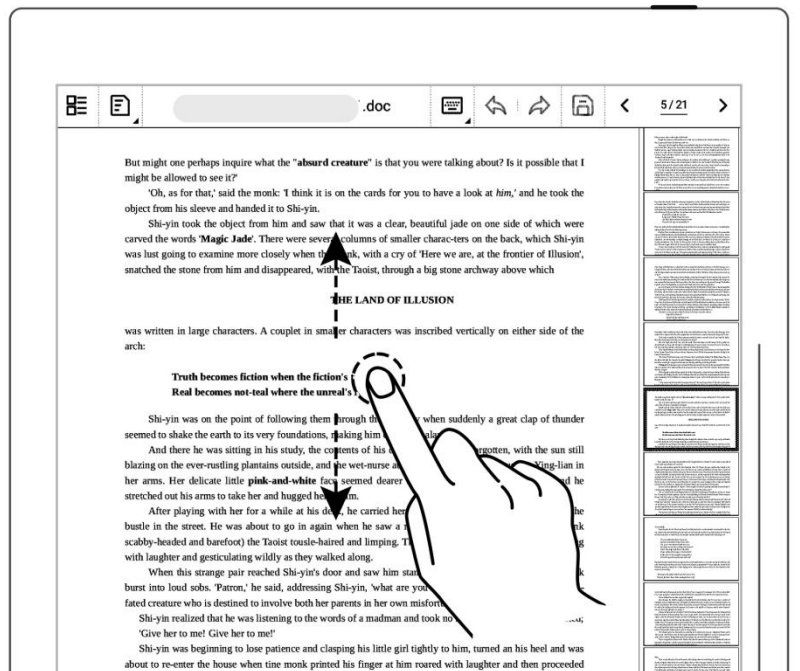 .doc
5/21
But might one perhaps inquire what the "absurd creature" is that you were talking about? Is it possible that I
might be allowed to see it?'
'Oh, as for that,' said the monk: 'I think it is on the cards for you to have a look at him,' and he took the
object from his sleeve and handed it to Shi-yin.
Shi-yin took the object from him and saw that it was a clear, beautiful jade on one side of which were
carved the words 'Magic Jade'. There were several columns of smaller charac-ters on the back, which Shi-yin
was lust going to examine more closely when the monk, with a cry of 'Here we are, at the frontier of Illusion',
snatched the stone from him and disappeared, with the Taoist, through a big stone archway above which
THE LAND OF ILLUSION
was written in large characters. A couplet in smaller characters was inscribed vertically on either side of the
arch:
Truth becomes fiction when the fiction's
Real becomes not-teal where the unreal's
Shi-yin was on the point of following them through the when suddenly a great clap of thunder
seemed to shake the earth to its very foundations, making him
And there he was sitting in his study, the contents of his forgotten, with the sun still
blazing on the ever-rustling plantains outside, and the wet-nurse Ying-lian in
her arms. Her delicate little pink-and-white face seemed dearer he
stretched out his arms to take her and hugged her
After playing with her for a while at his desk, he carried her the
bustle in the street. He was about to go in again when he saw a
scabby-headed and barefoot) the Taoist tousle-haired and limping.
with laughter and gesticulating wildly as they walked along.
When this strange pair reached Shi-yin's door and saw him
burst into loud sobs. 'Patron,' he said, addressing Shi-yin, 'what are you
fated creature who is destined to involve both her parents in her own
Shi-yin realized that he was listening to the words of a madman and took no
'Give her to me! Give her to me!'
Shi-yin was beginning to lose patience and clasping his little girl tightly to him, turned an his heel and was
about to re-enter the house when tine monk printed his finger at him roared with laughter and then proceeded